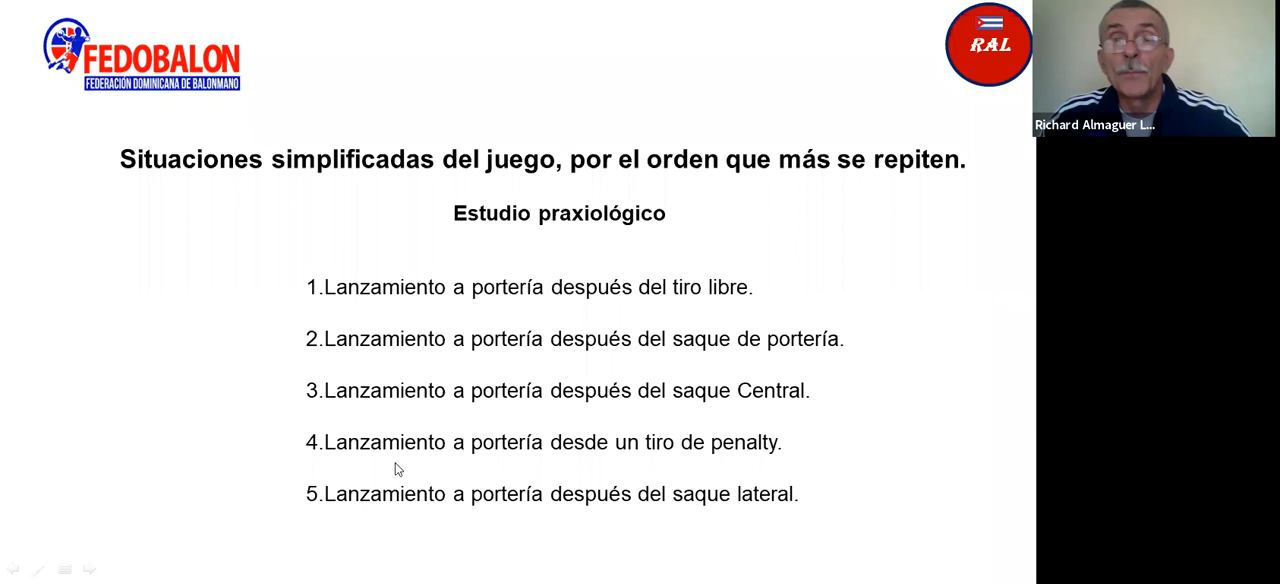 FEDOBALON
FEDERACIÓN DOMINICANA DE BALONMANO
RAL
Richard Almaguer L...
Situaciones simplificadas del juego, por el orden que más se repiten.
Estudio praxiológico
1.Lanzamiento a portería después del tiro libre.
2.Lanzamiento a portería después del saque de portería.
3.Lanzamiento a portería después del saque Central.
4.Lanzamiento a portería desde un tiro de penalty.
5.Lanzamiento a portería después del saque lateral.